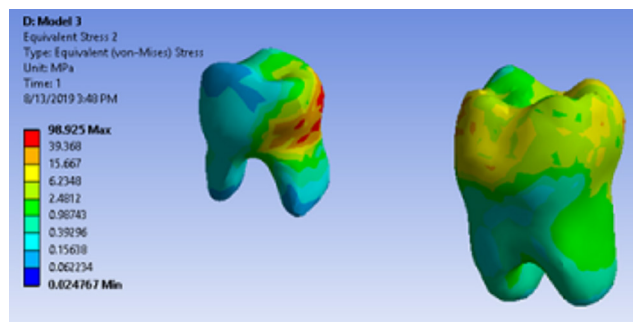 D: Model 3
Equivalent Stress 2
Type: Equivalent (von-Mises) Stress
Unit: MPa
Time: 1
8/13/2019 3:48 PM
98.925 Max
39.368
15.667
6.2348
2.4812
0.98743
0.39296
0.15638
0.062234
0.024767 Min